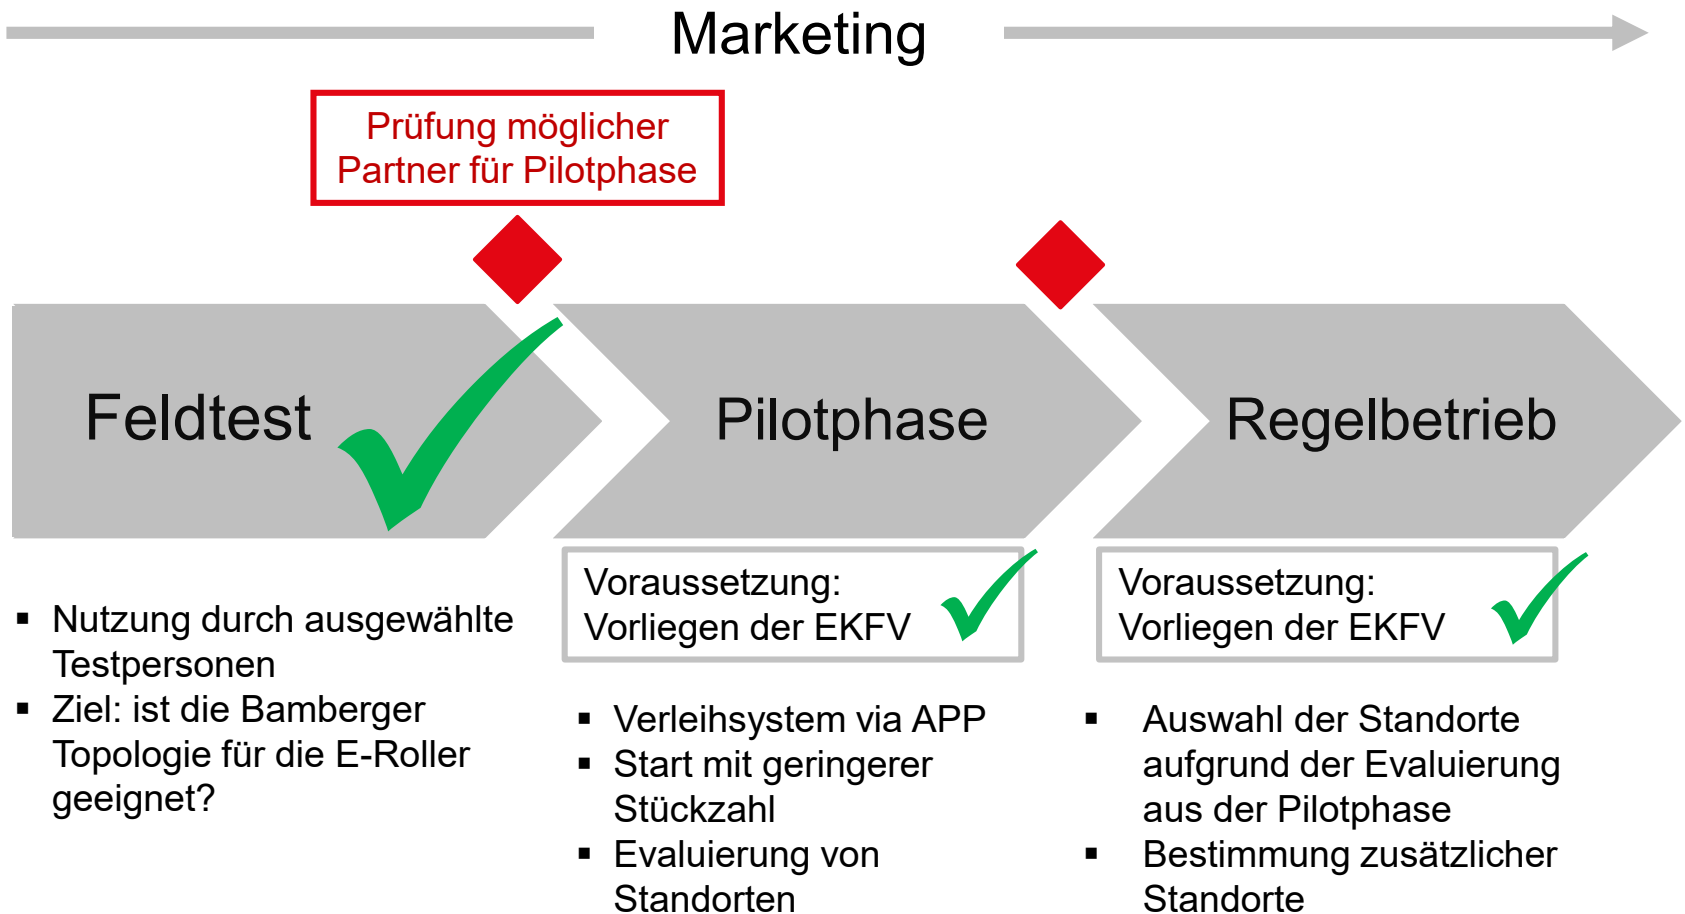 Marketing
Prüfung möglicher
Partner für Pilotphase
Feldtest
Pilotphase
Regelbetrieb
▪ Nutzung durch ausgewählte
Testpersonen
▪ Ziel: ist die Bamberger
Topologie für die E-Roller
geeignet?
Voraussetzung:
Vorliegen der EKFV
▪ Verleihsystem via APP
▪ Start mit geringerer
Stückzahl
▪ Evaluierung von
Standorten
Voraussetzung:
Vorliegen der EKFV
▪ Auswahl der Standorte
aufgrund der Evaluierung
aus der Pilotphase
▪ Bestimmung zusätzlicher
Standorte